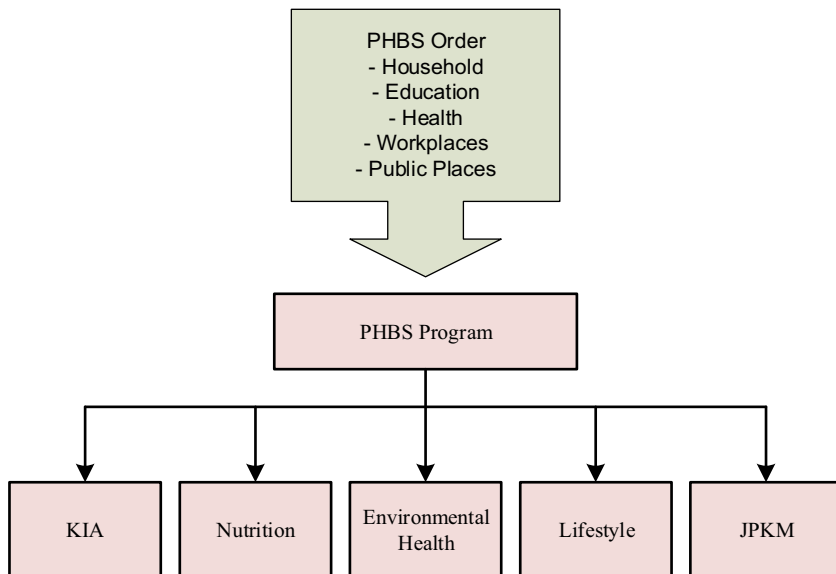 PHBS Order
- Household
- Education
- Health
- Workplaces
- Public Places
PHBS Program
KIA
Nutrition
Environmental
Health
Lifestyle
JPKM